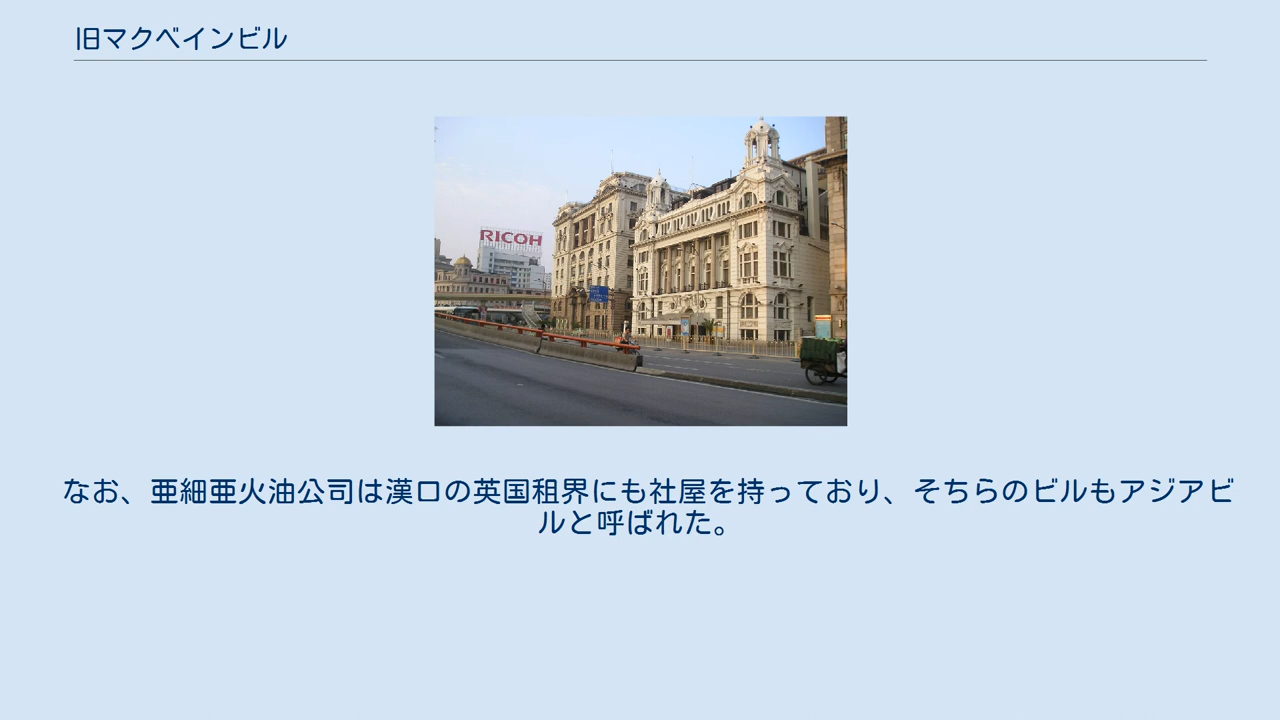 旧マクベインビル
RICOH
なお、亜細亜火油公司は漢口の英国租界にも社屋を持っており、そちらのビルもアジアビ
ルと呼ばれた。